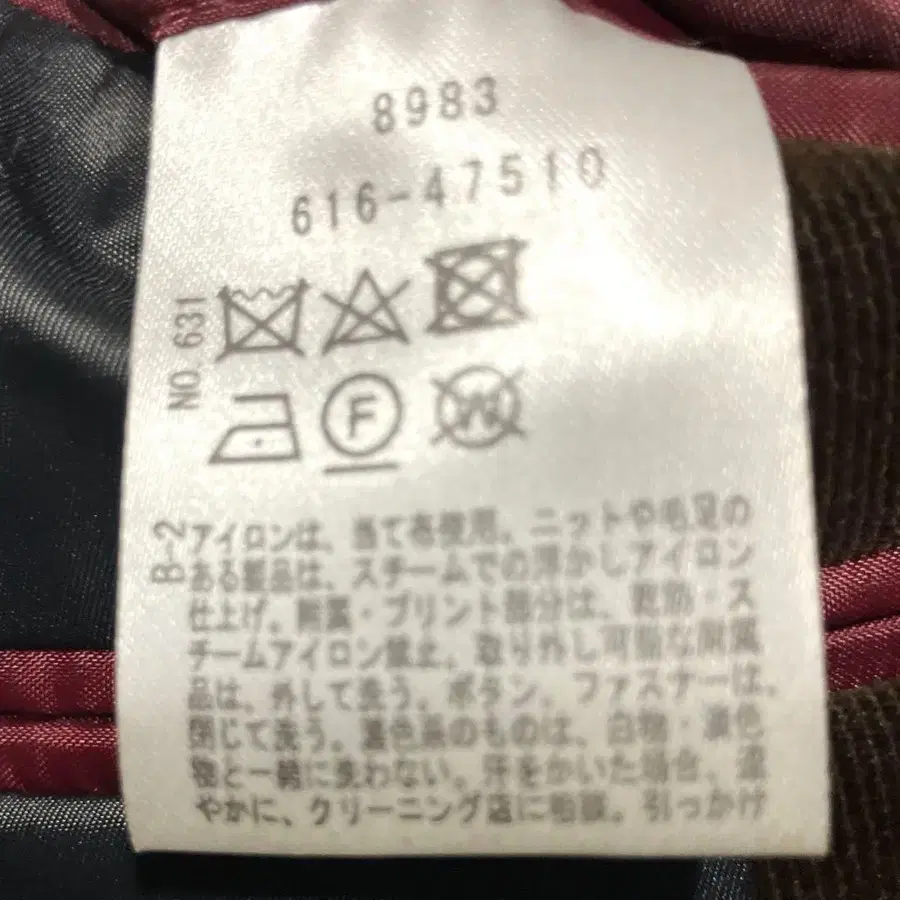 8983
616-47510
NO. 631
F
W
B-2
アイロンは、当て布使用。ニットや毛足の
ある製品は、スチームでの浮かしアイロン
仕上げ。・プリント部分は、・ス
チームアイロン禁止。取り外し可能な附属
品は、外して洗う。ボタン、ファスナーは、
閉じて洗う。濃色系のものは、白物・淡色
物と一緒に洗わない。汗をかいた場合、速
やかに、クリーニング店に相談。引っかけ